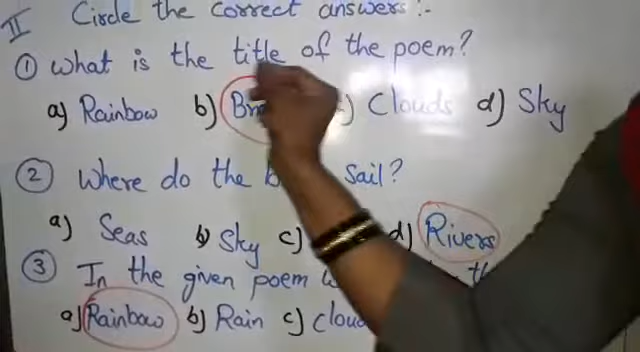 II Circle the correct answers:-
① What is the title of the poem?
a) Rainbow b) c) Clouds d) Sky
② Where do the sail?
a) Seas b) Sky c) d) Rivers
③ In the given poem
a) Rainbow b) Rain c) Cloud